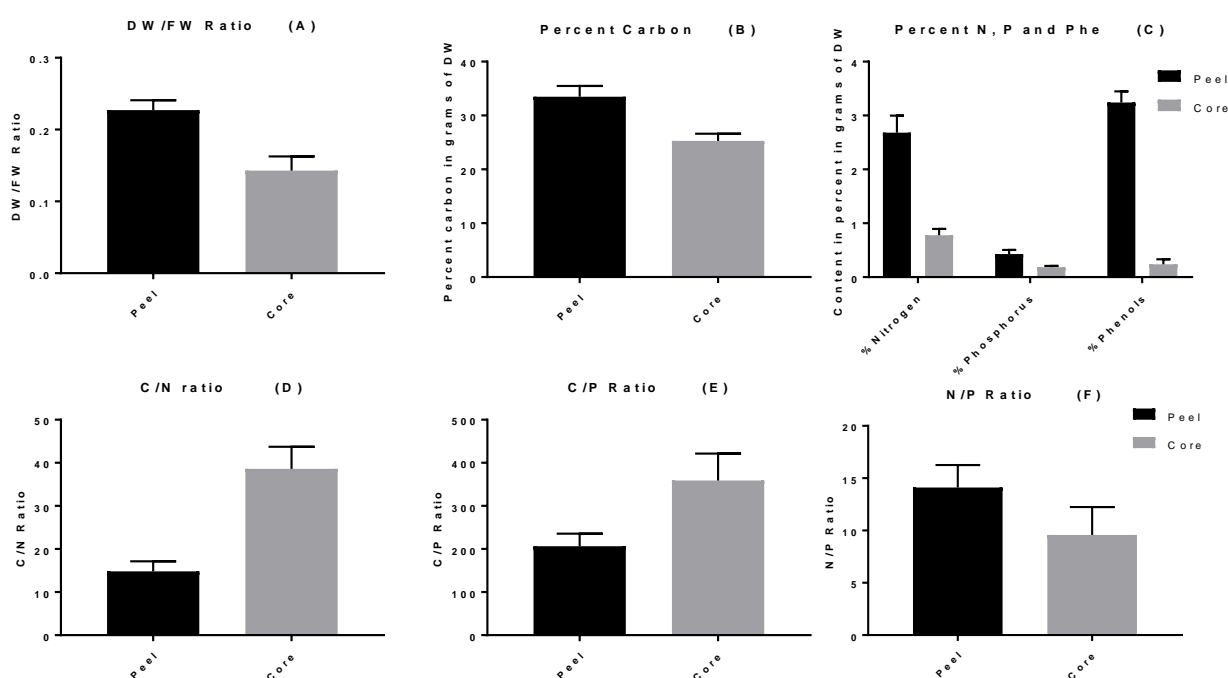 DW/FW Ratio (A)
0.3
0.2
0.1
0.0
DW/FW Ratio
Peel
Core
Percent Carbon (B)
40
30
20
10
0
Percent carbon in grams of DW
Peel
Core
Percent N, P and Phe (C)
4
3
2
1
0
Content in percent in grams of DW
% Nitrogen
% Phosphorus
% Phenols
Peel
Core
C/N ratio (D)
50
40
30
20
10
0
C/N Ratio
Peel
Core
C/P Ratio (E)
500
400
300
200
100
0
C/P Ratio
Peel
Core
N/P Ratio (F)
20
15
10
5
0
N/P Ratio
Peel
Core
Peel
Core